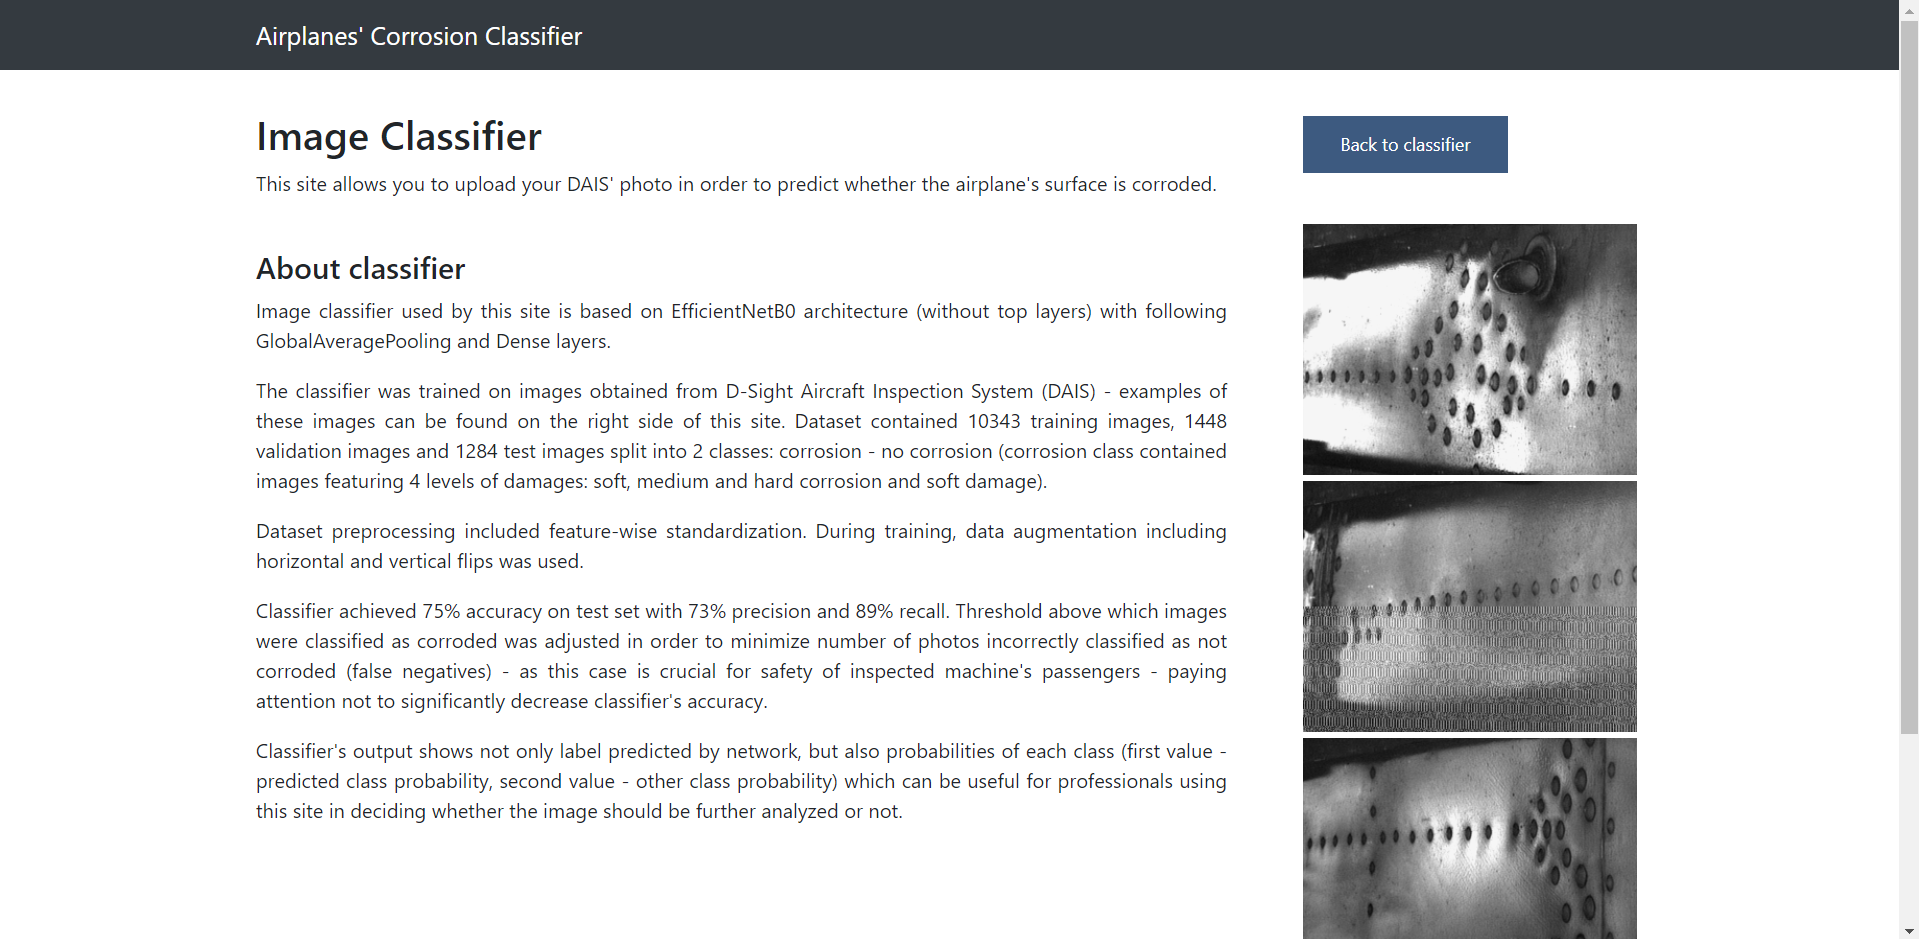 Airplanes' Corrosion Classifier
Image Classifier
Back to classifier
This site allows you to upload your DAIS' photo in order to predict whether the airplane's surface is corroded.
About classifier
Image classifier used by this site is based on EfficientNetB0 architecture (without top layers) with following
GlobalAveragePooling and Dense layers.
The classifier was trained on images obtained from D-Sight Aircraft Inspection System (DAIS) - examples of
these images can be found on the right side of this site. Dataset contained 10343 training images, 1448
validation images and 1284 test images split into 2 classes: corrosion - no corrosion (corrosion class contained
images featuring 4 levels of damages: soft, medium and hard corrosion and soft damage).
Dataset preprocessing included feature-wise standardization. During training, data augmentation including
horizontal and vertical flips was used.
Classifier achieved 75% accuracy on test set with 73% precision and 89% recall. Threshold above which images
were classified as corroded was adjusted in order to minimize number of photos incorrectly classified as not
corroded (false negatives) - as this case is crucial for safety of inspected machine's passengers - paying
attention not to significantly decrease classifier's accuracy.
Classifier's output shows not only label predicted by network, but also probabilities of each class (first value -
predicted class probability, second value - other class probability) which can be useful for professionals using
this site in deciding whether the image should be further analyzed or not.